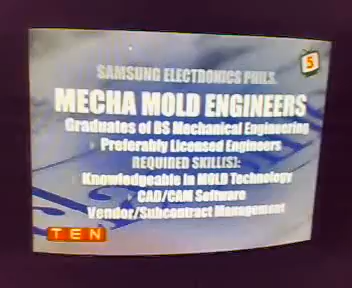 5
SAMSUNG ELECTRONICS PHILS.
MECHA MOLD ENGINEERS
Graduates of BS Mechanical Engineering
Preferably Licensed Engineers
REQUIRED SKILL(S):
Knowledgeable in MOLD Technology
CAD/CAM Software
Vendor/Subcontract Management
TEN